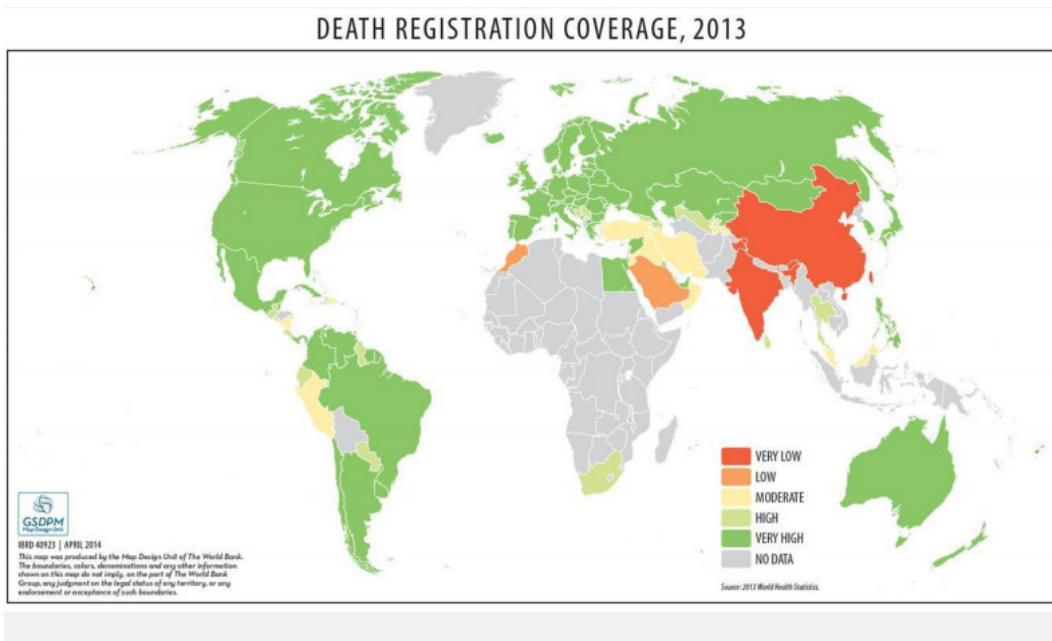 DEATH REGISTRATION COVERAGE, 2013
VERY LOW
LOW
MODERATE
HIGH
VERY HIGH
NO DATA
GSDPM
Map Design Unit
IBRD 40923 | APRIL 2014
This map was produced by the Map Design Unit of The World Bank.
The boundaries, colors, denominations and any other information
shown on this map do not imply, on the part of The World Bank
Group, any judgment on the legal status of any territory, or any
endorsement or acceptance of such boundaries.
Source: 2013 World Health Statistics.